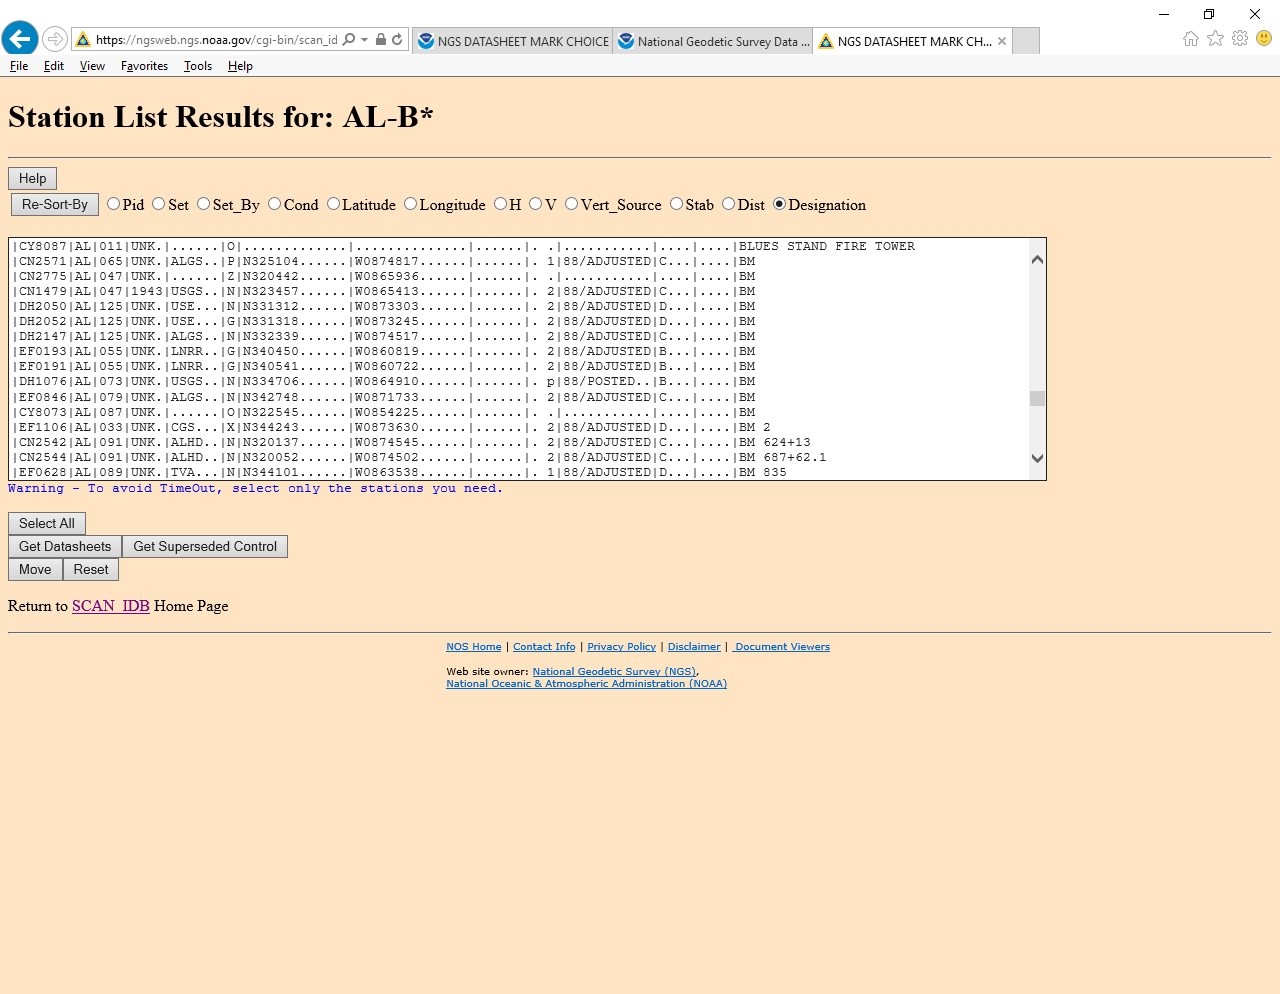 https://ngsweb.ngs.noaa.gov/cgi-bin/scan_id
NGS DATASHEET MARK CHOICE
National Geodetic Survey Data ...
NGS DATASHEET MARK CH...
File Edit View Favorites Tools Help
Station List Results for: AL-B*
Help
Re-Sort-By Pid Set Set_By Cond Latitude Longitude H V Vert_Source Stab Dist Designation
|CY8087|AL|011|UNK.|......|O|.............|..............|......|. .|...........|....|....|BLUES STAND FIRE TOWER
|CN2571|AL|065|UNK.|ALGS..|P|N325104......|W0874817......|......|. 1|88/ADJUSTED|C...|....|BM
|CN2775|AL|047|UNK.|......|Z|N320442......|W0865936......|......|. .|...........|....|....|BM
|CN1479|AL|047|1943|USGS..|N|N323457......|W0865413......|......|. 2|88/ADJUSTED|C...|....|BM
|DH2050|AL|125|UNK.|USE...|N|N331312......|W0873303......|......|. 2|88/ADJUSTED|D...|....|BM
|DH2052|AL|125|UNK.|USE...|G|N331318......|W0873245......|......|. 2|88/ADJUSTED|D...|....|BM
|DH2147|AL|125|UNK.|ALGS..|N|N332339......|W0874517......|......|. 2|88/ADJUSTED|C...|....|BM
|EF0193|AL|055|UNK.|LNRR..|G|N340450......|W0860819......|......|. 2|88/ADJUSTED|B...|....|BM
|EF0191|AL|055|UNK.|LNRR..|G|N340541......|W0860722......|......|. 2|88/ADJUSTED|B...|....|BM
|DH1076|AL|073|UNK.|USGS..|N|N334706......|W0864910......|......|. p|88/POSTED..|B...|....|BM
|EF0846|AL|079|UNK.|ALGS..|N|N342748......|W0871733......|......|. 2|88/ADJUSTED|C...|....|BM
|CY8073|AL|087|UNK.|......|O|N322545......|W0854225......|......|. .|...........|....|....|BM
|EF1106|AL|033|UNK.|CGS...|X|N344243......|W0873630......|......|. 2|88/ADJUSTED|D...|....|BM 2
|CN2542|AL|091|UNK.|ALHD..|N|N320137......|W0874545......|......|. 2|88/ADJUSTED|C...|....|BM 624+13
|CN2544|AL|091|UNK.|ALHD..|N|N320052......|W0874502......|......|. 2|88/ADJUSTED|C...|....|BM 687+62.1
|EF0628|AL|089|UNK.|TVA...|N|N344101......|W0863538......|......|. 1|88/ADJUSTED|D...|....|BM 835
Warning - To avoid TimeOut, select only the stations you need.
Select All
Get Datasheets Get Superseded Control
Move Reset
Return to SCAN_IDB Home Page
NOS Home | Contact Info | Privacy Policy | Disclaimer | Document Viewers
Web site owner: National Geodetic Survey (NGS),
National Oceanic & Atmospheric Administration (NOAA)